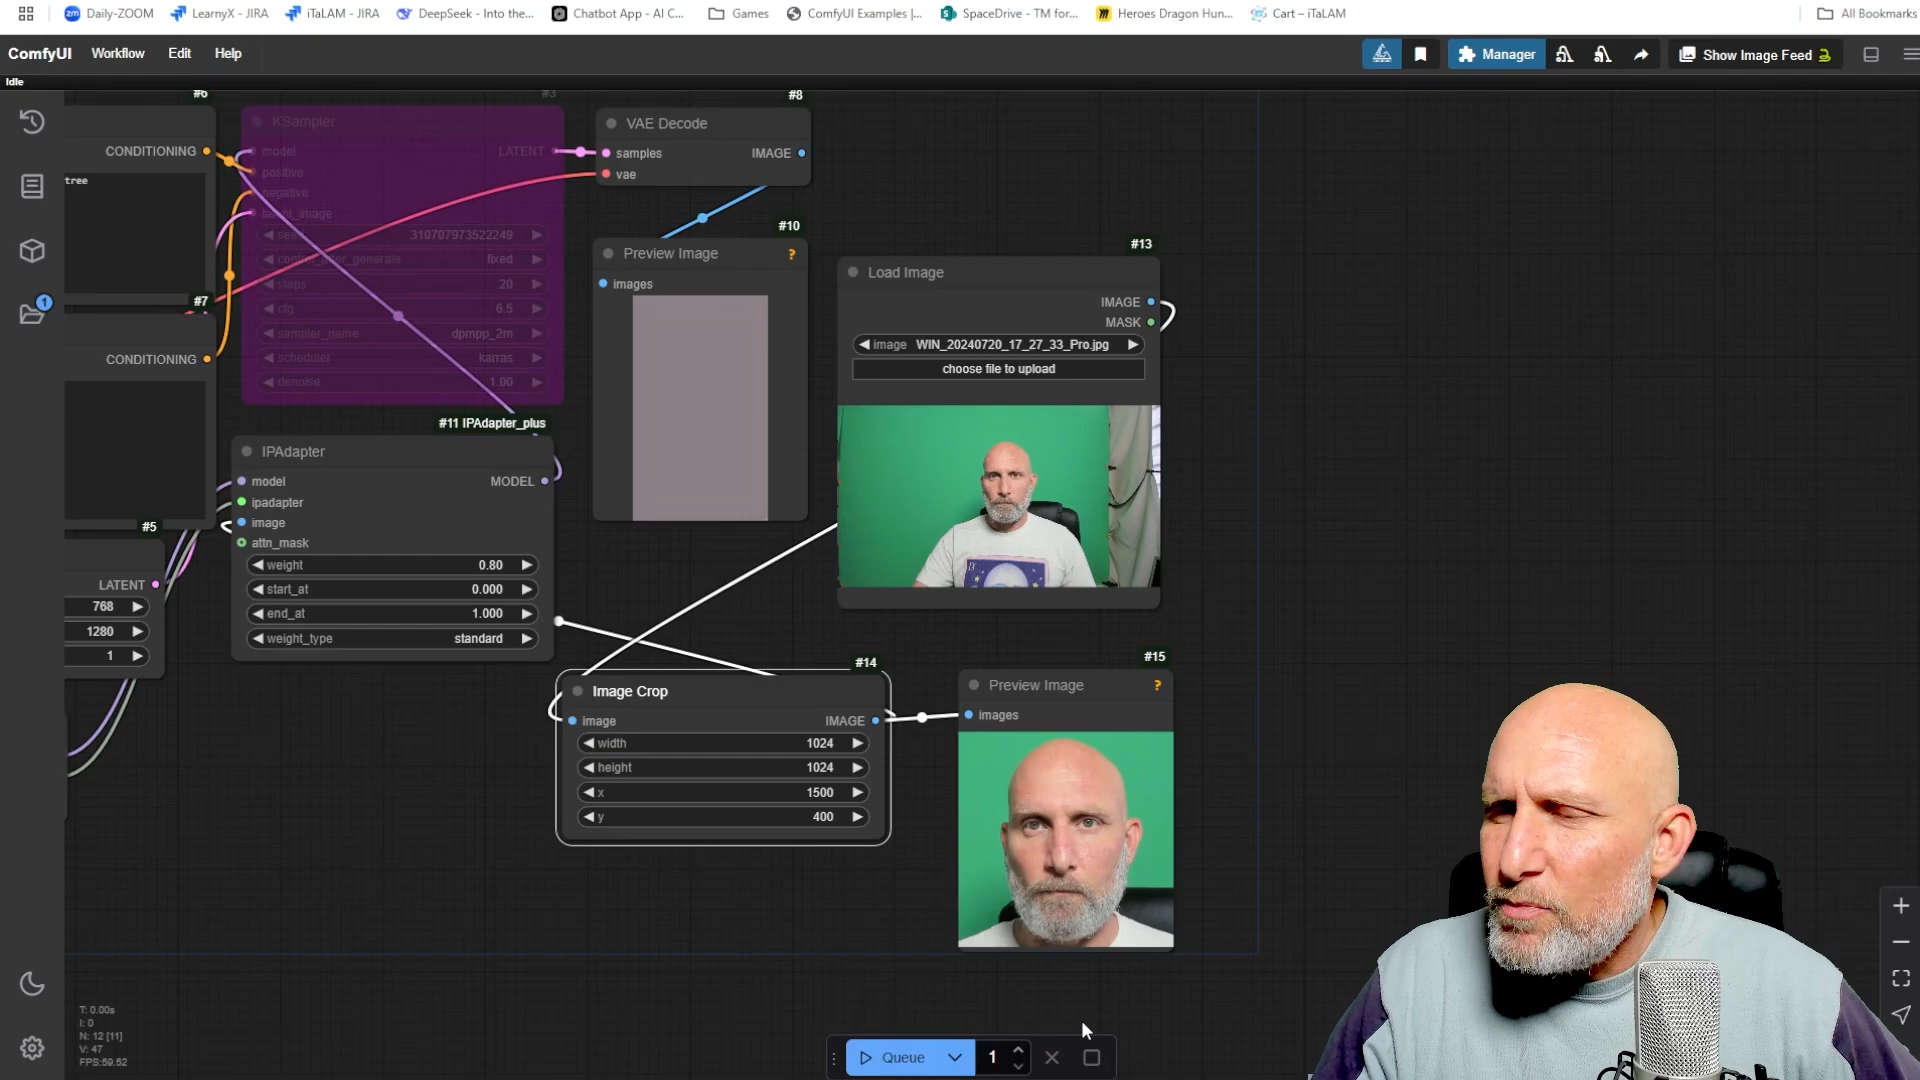 Daily-ZOOM
LearnyX - JIRA
iTaLAM - JIRA
DeepSeek - Into the...
Chatbot App - AI C...
Games
ComfyUI Examples |...
SpaceDrive - TM for...
Heroes Dragon Hun...
Cart – iTaLAM
All Bookmarks
ComfyUI
Workflow
Edit
Help
Manager
Show Image Feed
Idle
#6
CONDITIONING
tree
#7
CONDITIONING
#5
LATENT
768
1280
1
#3
KSampler
model
LATENT
positive
negative
latent_image
seed
310707973522249
control_after_generate
fixed
steps
20
cfg
6.5
sampler_name
dpmpp_2m
scheduler
karras
denoise
1.00
#8
VAE Decode
samples
IMAGE
vae
#10
Preview Image
?
images
#11 IPAdapter_plus
IPAdapter
model
MODEL
ipadapter
image
attn_mask
weight
0.80
start_at
0.000
end_at
1.000
weight_type
standard
#13
Load Image
IMAGE
MASK
image
WIN_20240720_17_27_33_Pro.jpg
choose file to upload
#14
Image Crop
image
IMAGE
width
1024
height
1024
x
1500
y
400
#15
Preview Image
?
images
1
T: 0.00s
I: 0
N: 12 [11]
V: 47
FPS:59.52
Queue
1